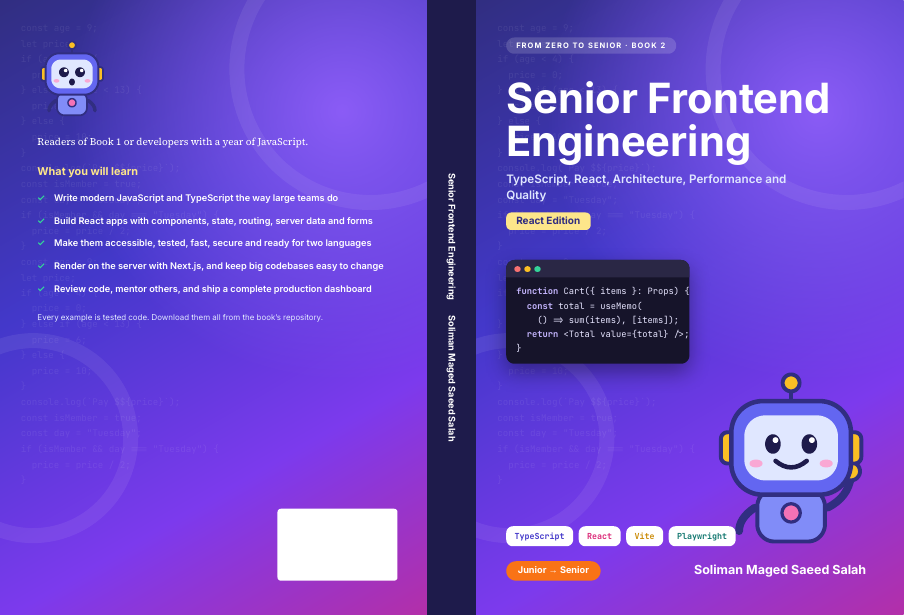 Readers of Book 1 or developers with a year of JavaScript.
What you will learn
✓ Write modern JavaScript and TypeScript the way large teams do
✓ Build React apps with components, state, routing, server data and forms
✓ Make them accessible, tested, fast, secure and ready for two languages
✓ Render on the server with Next.js, and keep big codebases easy to change
✓ Review code, mentor others, and ship a complete production dashboard
Every example is tested code. Download them all from the book's repository.
Senior Frontend Engineering
Soliman Maged Saeed Salah
FROM ZERO TO SENIOR · BOOK 2
Senior Frontend
Engineering
TypeScript, React, Architecture, Performance and
Quality
React Edition
function Cart({ items }: Props) {
const total = useMemo(
() => sum(items), [items]);
return <Total value={total} />;
}
TypeScript
React
Vite
Playwright
Junior → Senior
Soliman Maged Saeed Salah